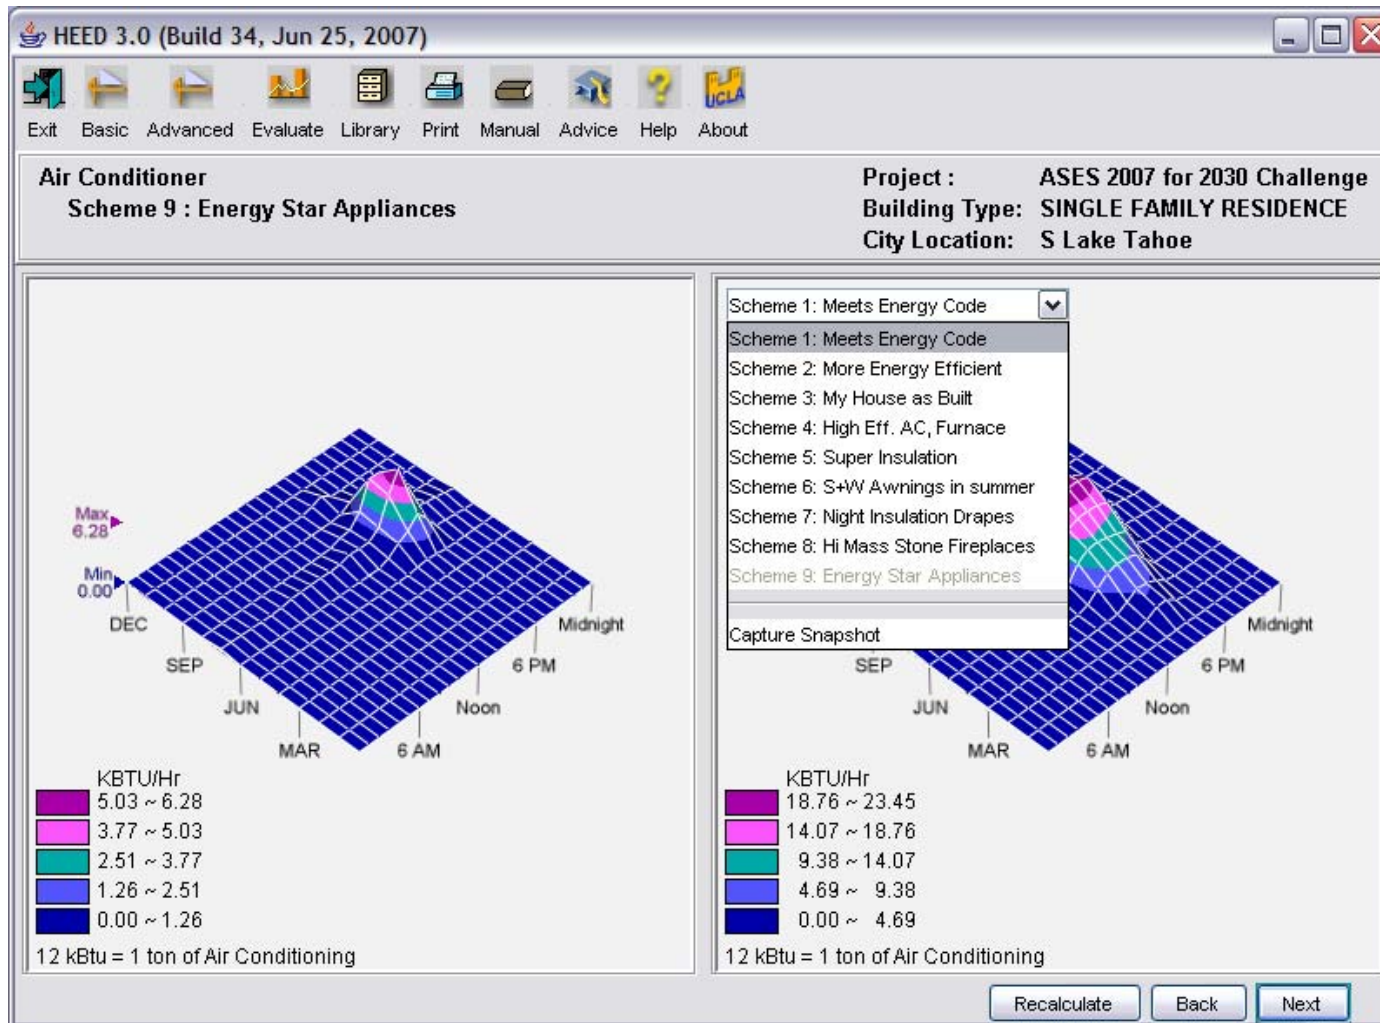 HEED 3.0 (Build 34, Jun 25, 2007)
Exit Basic Advanced Evaluate Library Print Manual Advice Help UCLA About
Air Conditioner
Scheme 9 : Energy Star Appliances
Project : ASES 2007 for 2030 Challenge
Building Type: SINGLE FAMILY RESIDENCE
City Location: S Lake Tahoe
Max
6.28
Min
0.00
DEC
SEP
JUN
MAR
6 AM
Noon
6 PM
Midnight
KBTU/Hr
5.03 ~ 6.28
3.77 ~ 5.03
2.51 ~ 3.77
1.26 ~ 2.51
0.00 ~ 1.26
12 kBtu = 1 ton of Air Conditioning
Scheme 1: Meets Energy Code
Scheme 1: Meets Energy Code
Scheme 2: More Energy Efficient
Scheme 3: My House as Built
Scheme 4: High Eff. AC, Furnace
Scheme 5: Super Insulation
Scheme 6: S+W Awnings in summer
Scheme 7: Night Insulation Drapes
Scheme 8: Hi Mass Stone Fireplaces
Scheme 9: Energy Star Appliances
Capture Snapshot
SEP
JUN
MAR
6 AM
Noon
6 PM
Midnight
KBTU/Hr
18.76 ~ 23.45
14.07 ~ 18.76
9.38 ~ 14.07
4.69 ~ 9.38
0.00 ~ 4.69
12 kBtu = 1 ton of Air Conditioning
Recalculate Back Next